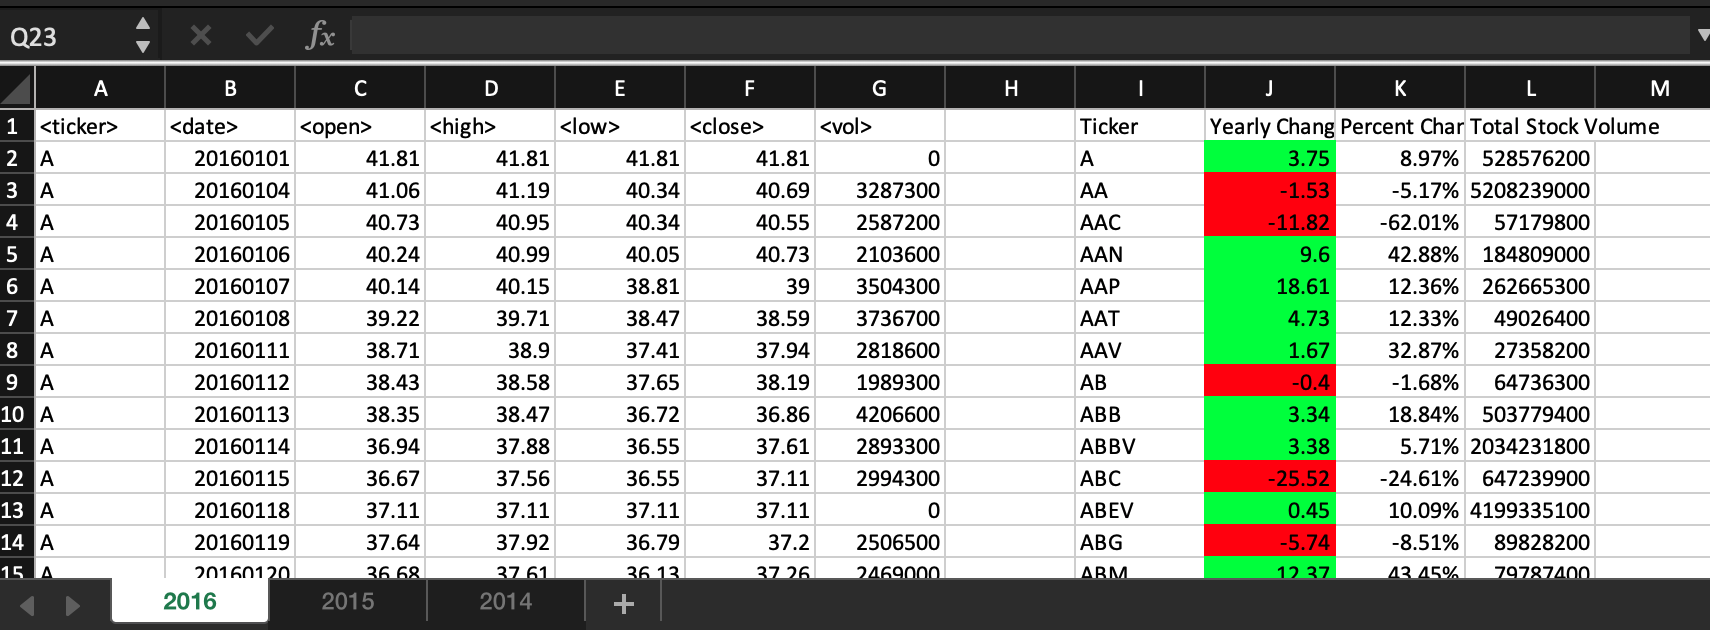 Q23 fx
A B C D E F G H I J K L M
1 <ticker> <date> <open> <high> <low> <close> <vol> Ticker Yearly Chang Percent Char Total Stock Volume
2 A 20160101 41.81 41.81 41.81 41.81 0 A 3.75 8.97% 528576200
3 A 20160104 41.06 41.19 40.34 40.69 3287300 AA -1.53 -5.17% 5208239000
4 A 20160105 40.73 40.95 40.34 40.55 2587200 AAC -11.82 -62.01% 57179800
5 A 20160106 40.24 40.99 40.05 40.73 2103600 AAN 9.6 42.88% 184809000
6 A 20160107 40.14 40.15 38.81 39 3504300 AAP 18.61 12.36% 262665300
7 A 20160108 39.22 39.71 38.47 38.59 3736700 AAT 4.73 12.33% 49026400
8 A 20160111 38.71 38.9 37.41 37.94 2818600 AAV 1.67 32.87% 27358200
9 A 20160112 38.43 38.58 37.65 38.19 1989300 AB -0.4 -1.68% 64736300
10 A 20160113 38.35 38.47 36.72 36.86 4206600 ABB 3.34 18.84% 503779400
11 A 20160114 36.94 37.88 36.55 37.61 2893300 ABBV 3.38 5.71% 2034231800
12 A 20160115 36.67 37.56 36.55 37.11 2994300 ABC -25.52 -24.61% 647239900
13 A 20160118 37.11 37.11 37.11 37.11 0 ABEV 0.45 10.09% 4199335100
14 A 20160119 37.64 37.92 36.79 37.2 2506500 ABG -5.74 -8.51% 89828200
15 A 20160120 36.68 37.61 36.13 37.26 2469000 ABM 12.37 43.45% 79787400
2016 2015 2014 +